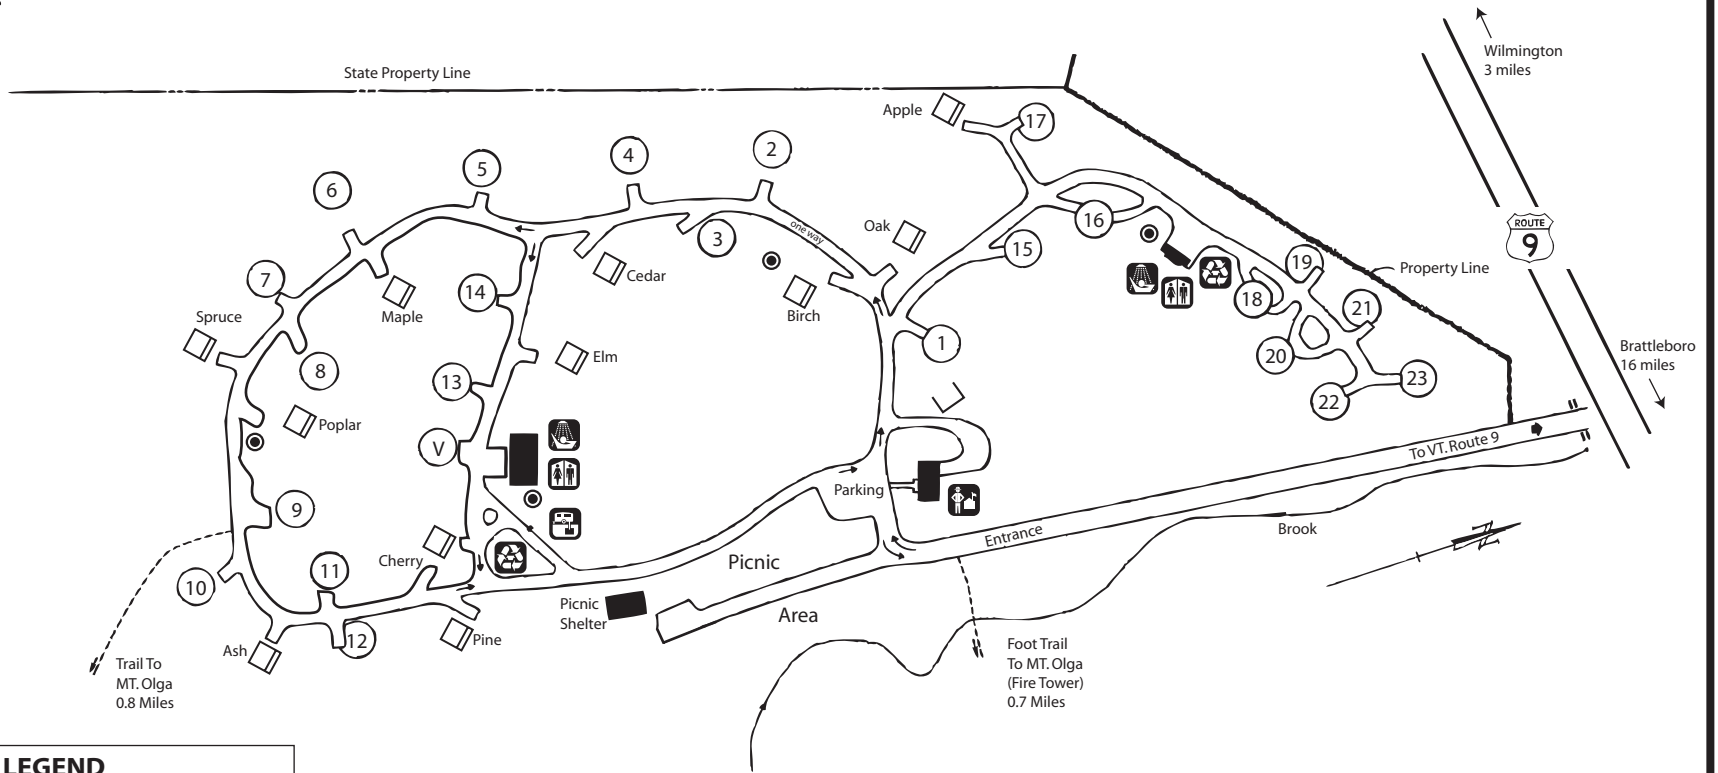 State Property Line
Wilmington
3 miles
Apple
17
2
4
5
6
16
Oak
one way
3
15
ROUTE
9
Cedar
19
Property Line
7
Maple
14
Birch
18
21
Spruce
1
Brattleboro
16 miles
Elm
20
8
13
23
22
Poplar
V
To VT. Route 9
Parking
9
Entrance
Brook
N
Cherry
Picnic
11
10
Picnic
Shelter
Area
12
Pine
Ash
Foot Trail
To MT. Olga
(Fire Tower)
0.7 Miles
Trail To
MT. Olga
0.8 Miles
LEGEND